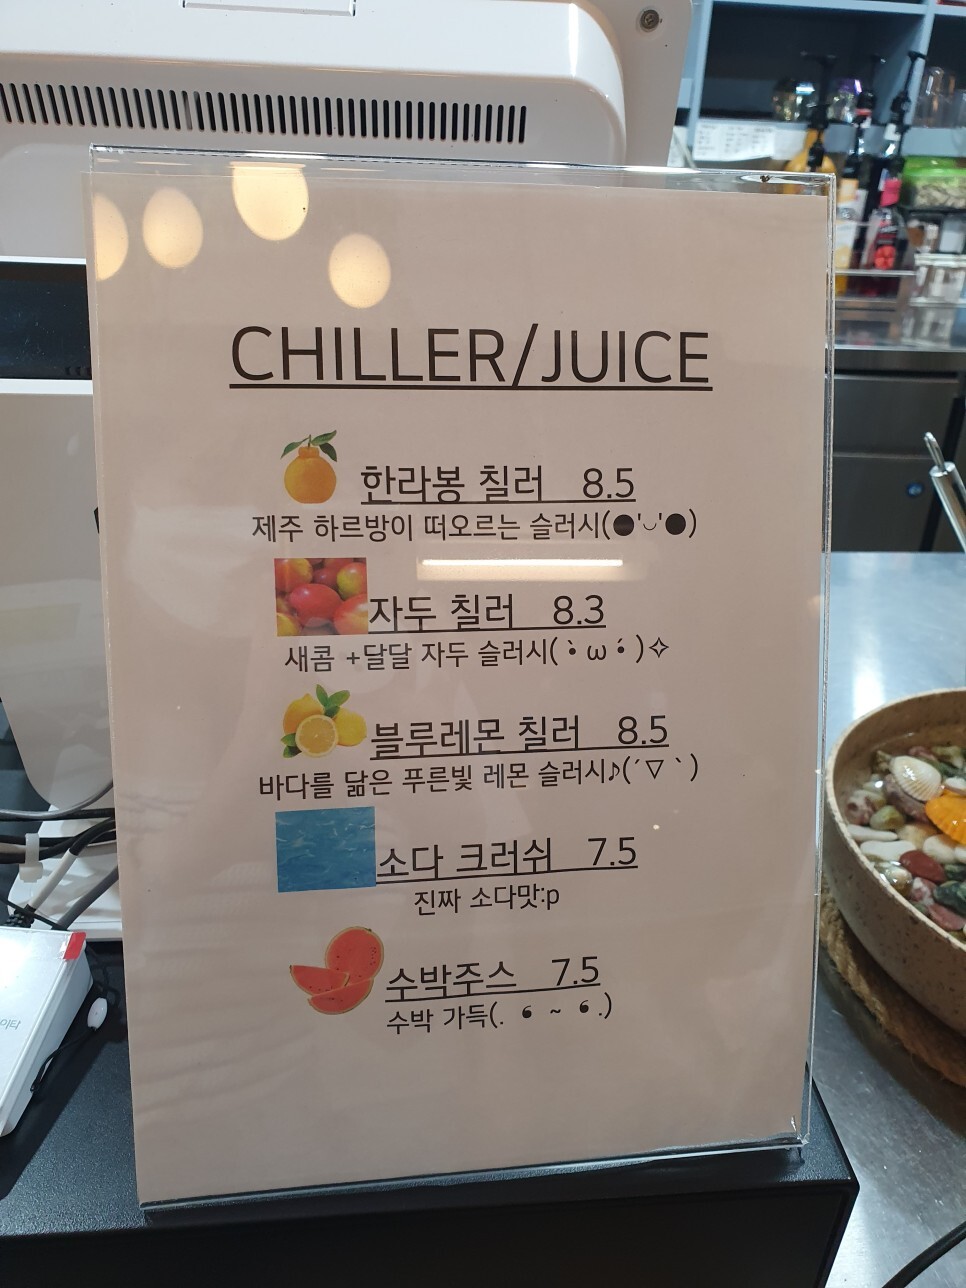 CHILLER/JUICE
한라봉 칠러 8.5
제주 하르방이 떠오르는 슬러시(●'◡'●)
자두 칠러 8.3
새콤 +달달 자두 슬러시(•̀ ω •́)✧
블루레몬 칠러 8.5
바다를 닮은 푸른빛 레몬 슬러시♪(´▽｀)
소다 크러쉬 7.5
진짜 소다맛:p
수박주스 7.5
수박 가득(. ❛ ~ ❛.)